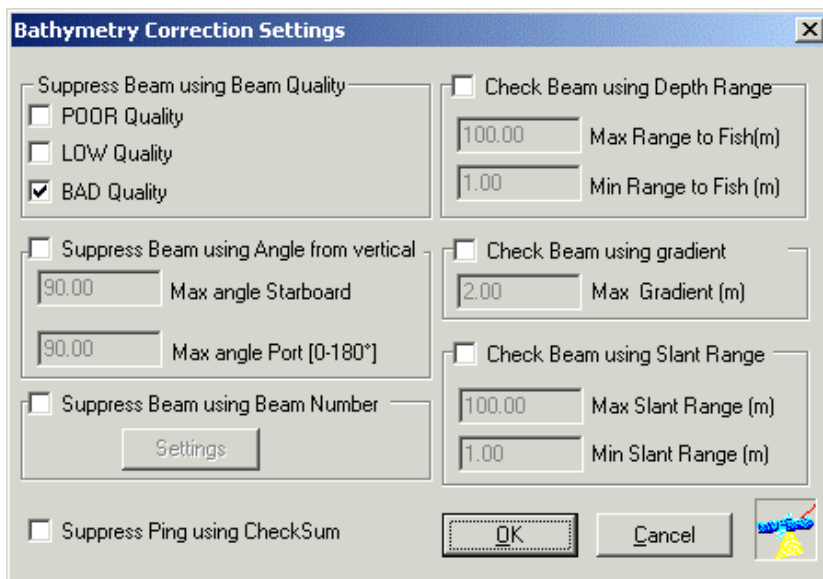 Bathymetry Correction Settings
Suppress Beam using Beam Quality
POOR Quality
LOW Quality
BAD Quality
Suppress Beam using Angle from vertical
90.00 Max angle Starboard
90.00 Max angle Port [0-180°]
Suppress Beam using Beam Number
Settings
Suppress Ping using CheckSum
Check Beam using Depth Range
100.00 Max Range to Fish(m)
1.00 Min Range to Fish (m)
Check Beam using gradient
2.00 Max Gradient (m)
Check Beam using Slant Range
100.00 Max Slant Range (m)
1.00 Min Slant Range (m)
OK
Cancel